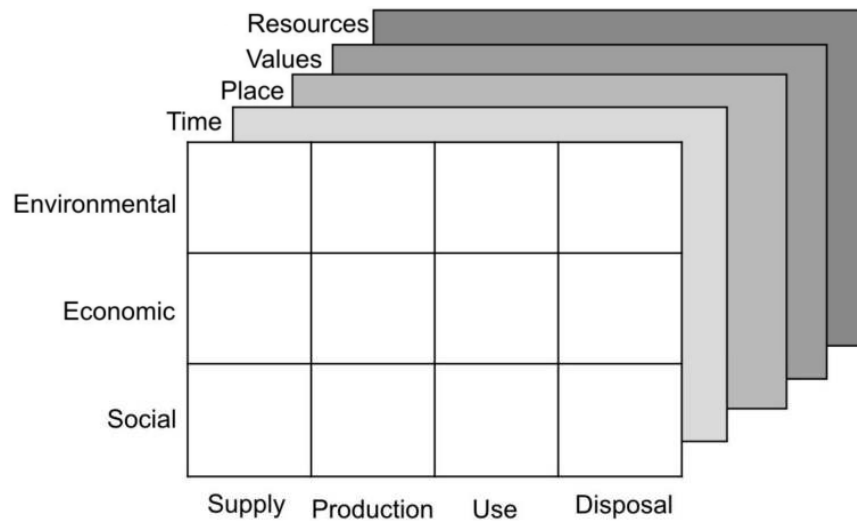 Resources
Values
Place
Time
Environmental
Economic
Social
Supply Production Use Disposal